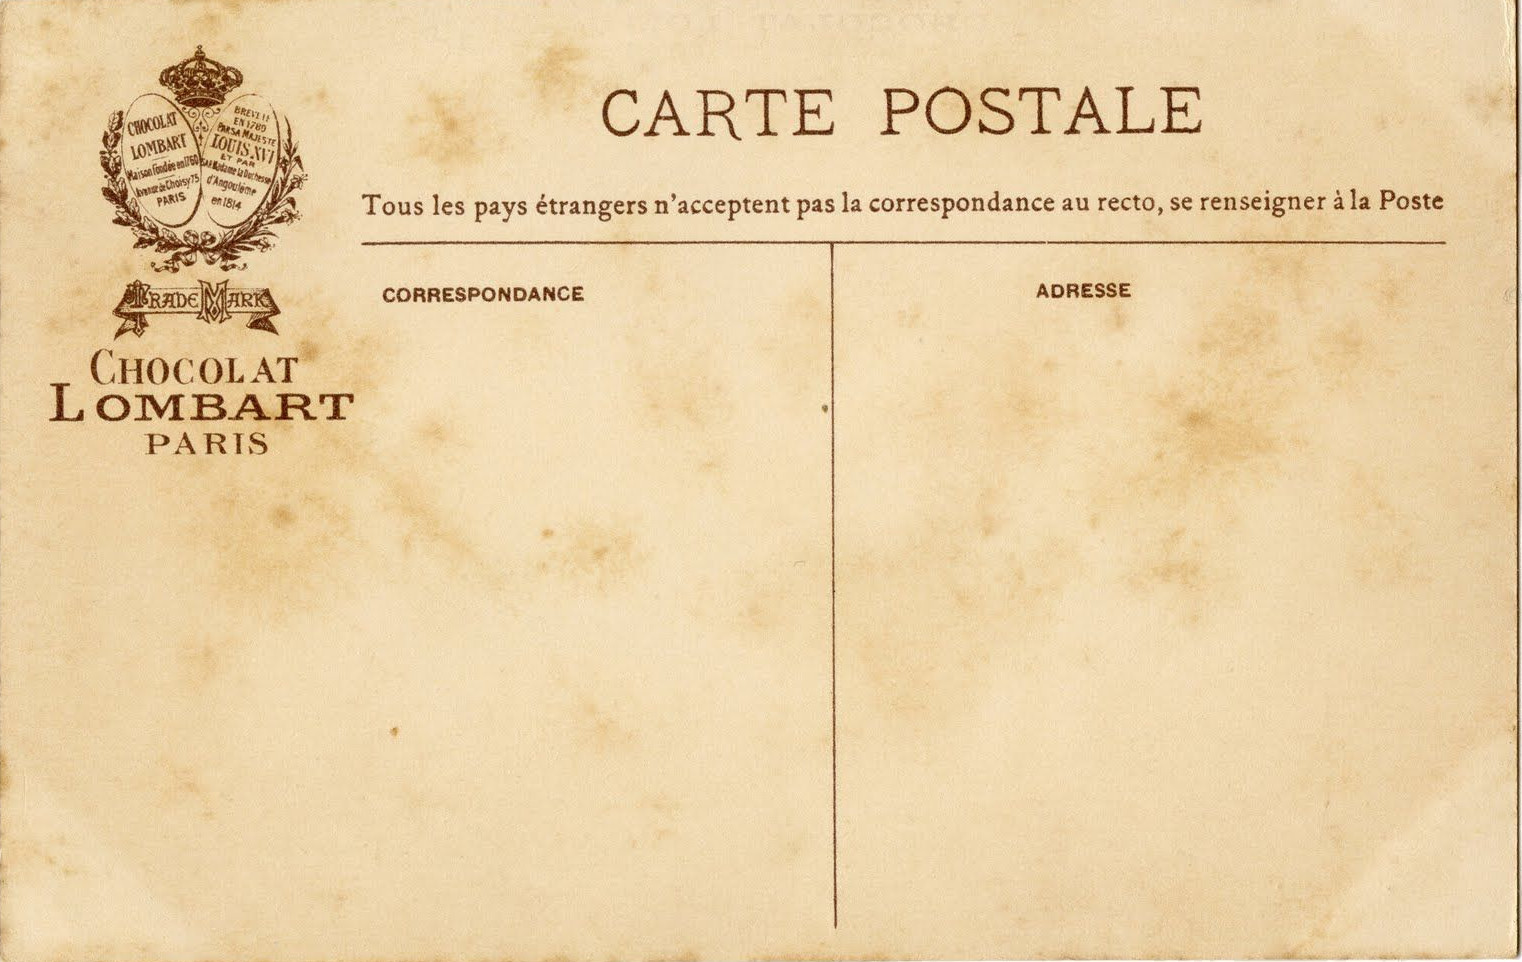 CARTE POSTALE
Tous les pays étrangers n'acceptent pas la correspondance au recto, se renseigner à la Poste
CHOCOLAT
LOMBART
Maison fondée en 1760
Avenue de Choisy 75
PARIS
BREVETÉ
EN 1780
PAR SA MAJESTE
LOUIS XVI
ET PAR
Madame la Duchesse
d'Angoulême
en 1814
TRADE MARK
CHOCOLAT
LOMBART
PARIS
CORRESPONDANCE
ADRESSE